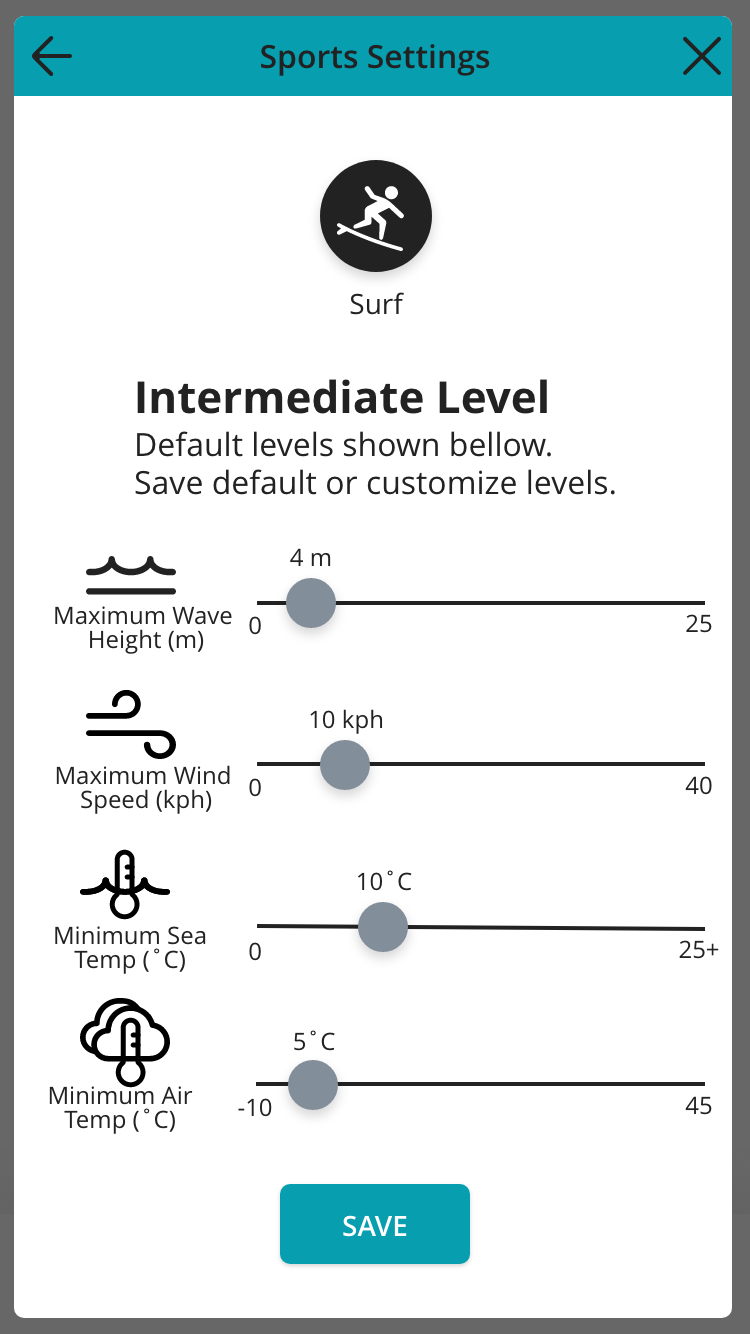 Sports Settings
Surf
Intermediate Level
Default levels shown bellow.
Save default or customize levels.
4 m
Maximum Wave
Height (m)
0
25
10 kph
Maximum Wind
Speed (kph)
0
40
10˚C
Minimum Sea
Temp (˚C)
0
25+
5˚C
Minimum Air
Temp (˚C)
-10
45
SAVE